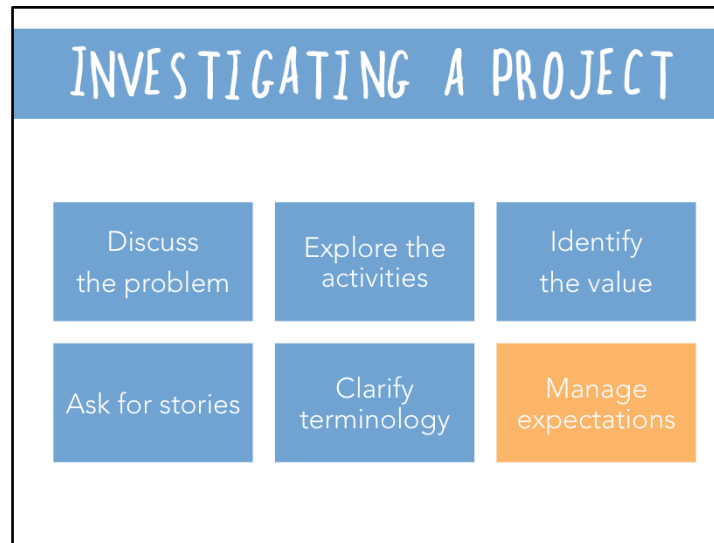 INVESTIGATING A PROJECT
Discuss
the problem
Explore the
activities
Identify
the value
Ask for stories
Clarify
terminology
Manage
expectations